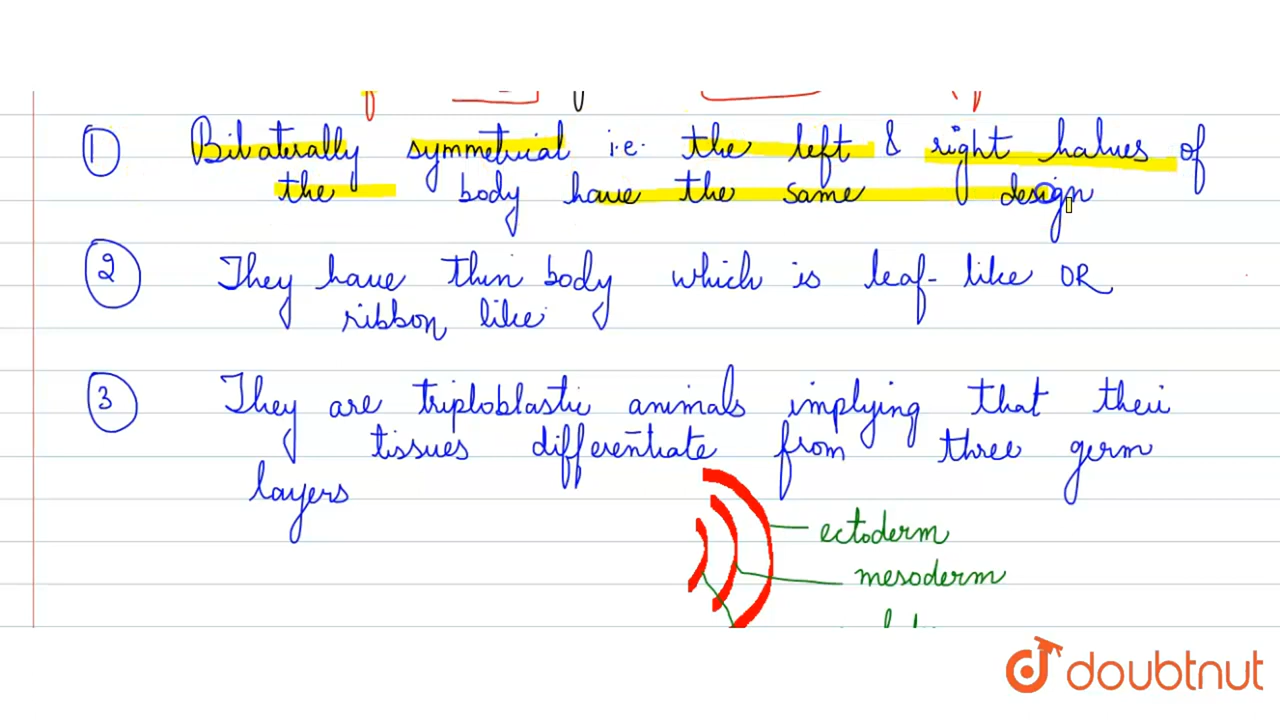 1 Bilaterally symmetrical i.e. the left & right halves of
the body have the same design
2 They have thin body which is leaf-like OR
ribbon like.
3 They are triploblastic animals implying that their
tissues differentiate from three germ
layers
ectoderm
mesoderm
doubtnut